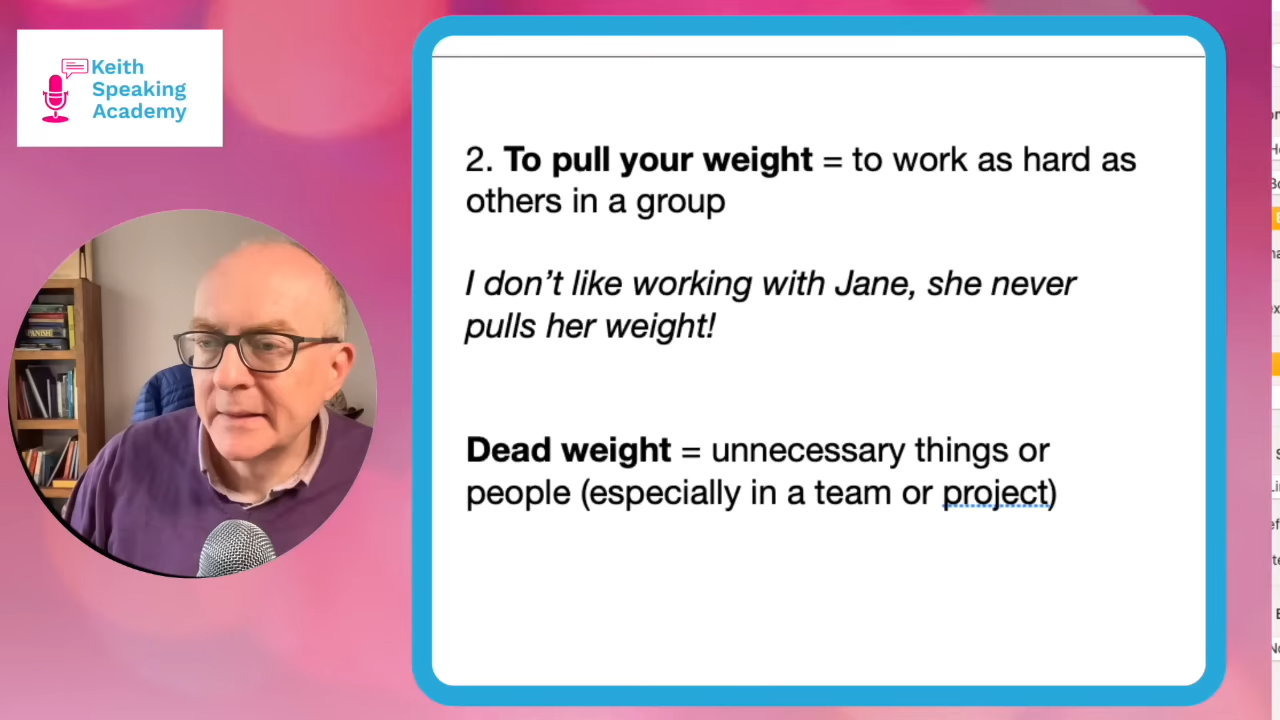 Keith
Speaking
Academy
2. To pull your weight = to work as hard as
others in a group
I don’t like working with Jane, she never
pulls her weight!
Dead weight = unnecessary things or
people (especially in a team or project)
PANISH